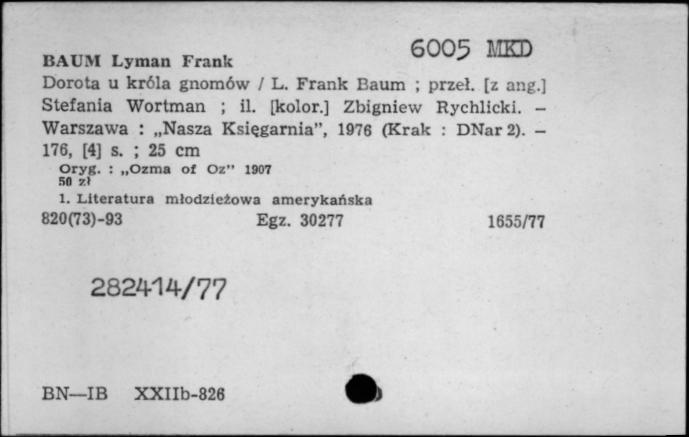 6005 MKD
BAUM Lyman Frank
Dorota u króla gnomów / L. Frank Baum ; przeł. [z ang.]
Stefania Wortman ; il. [kolor.] Zbigniew Rychlicki. –
Warszawa : „Nasza Księgarnia”, 1976 (Krak : DNar 2). –
176, [4] s. ; 25 cm
Oryg. : „Ozma of Oz” 1907
50 zł
1. Literatura młodzieżowa amerykańska
820(73)-93 Egz. 30277 1655/77
282414/77
BN—IB XXIIb-826